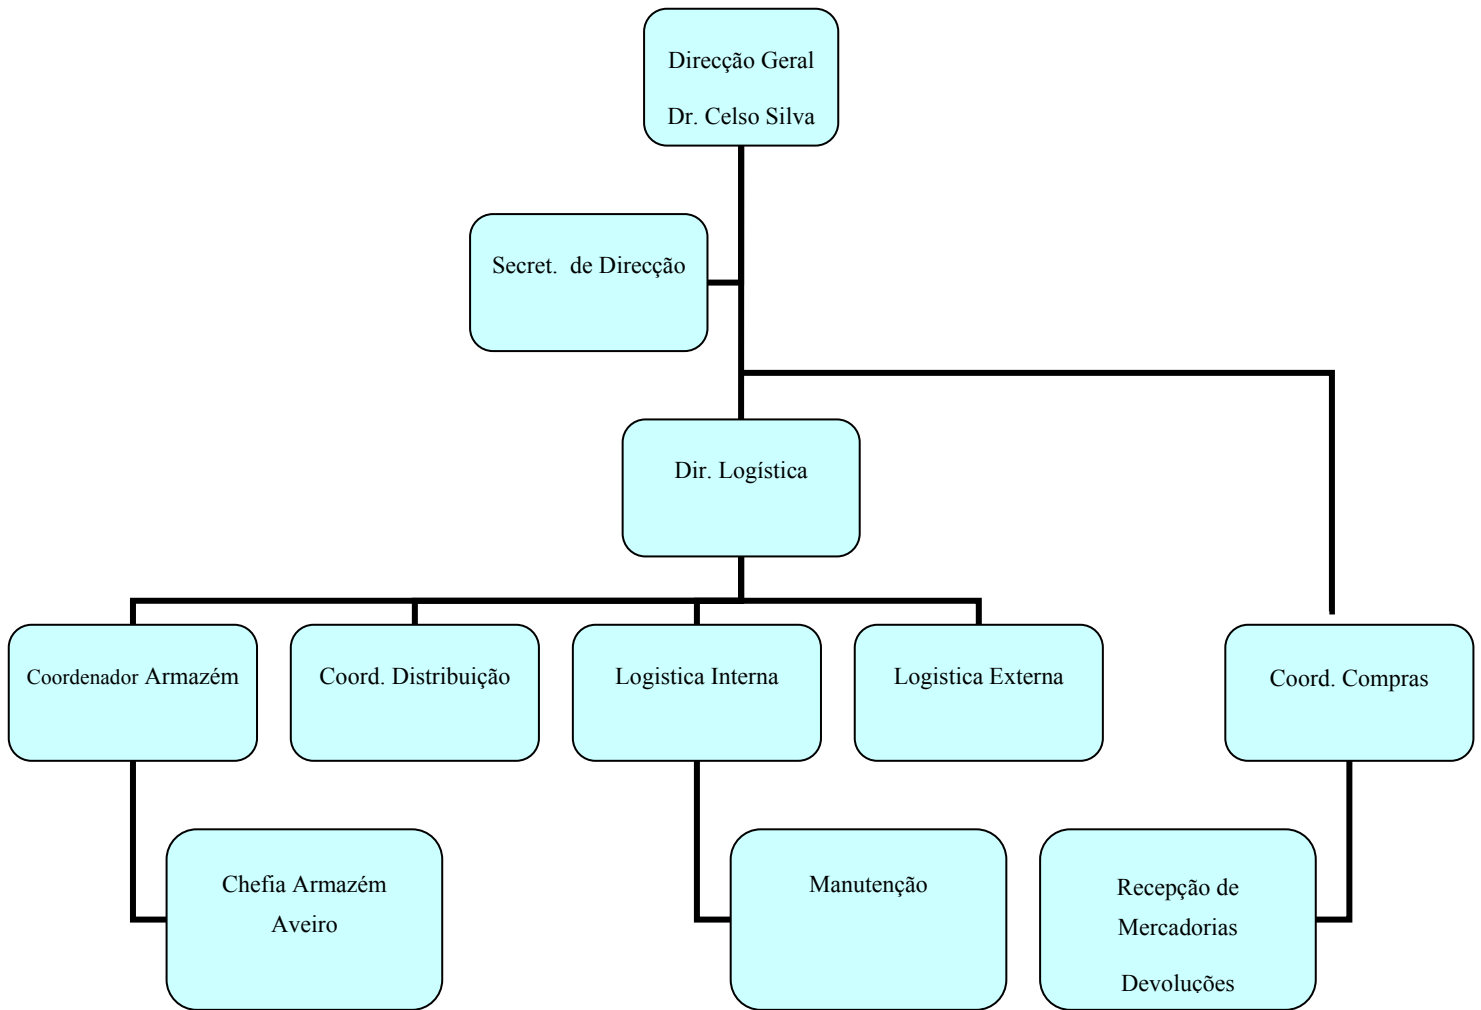 Direcção Geral
Dr. Celso Silva
Secret.  de Direcção
Dir. Logística
Coordenador Armazém
Coord. Distribuição
Logistica Interna
Logistica Externa
Coord. Compras
Chefia Armazém
Aveiro
Manutenção
Recepção de
Mercadorias
Devoluções